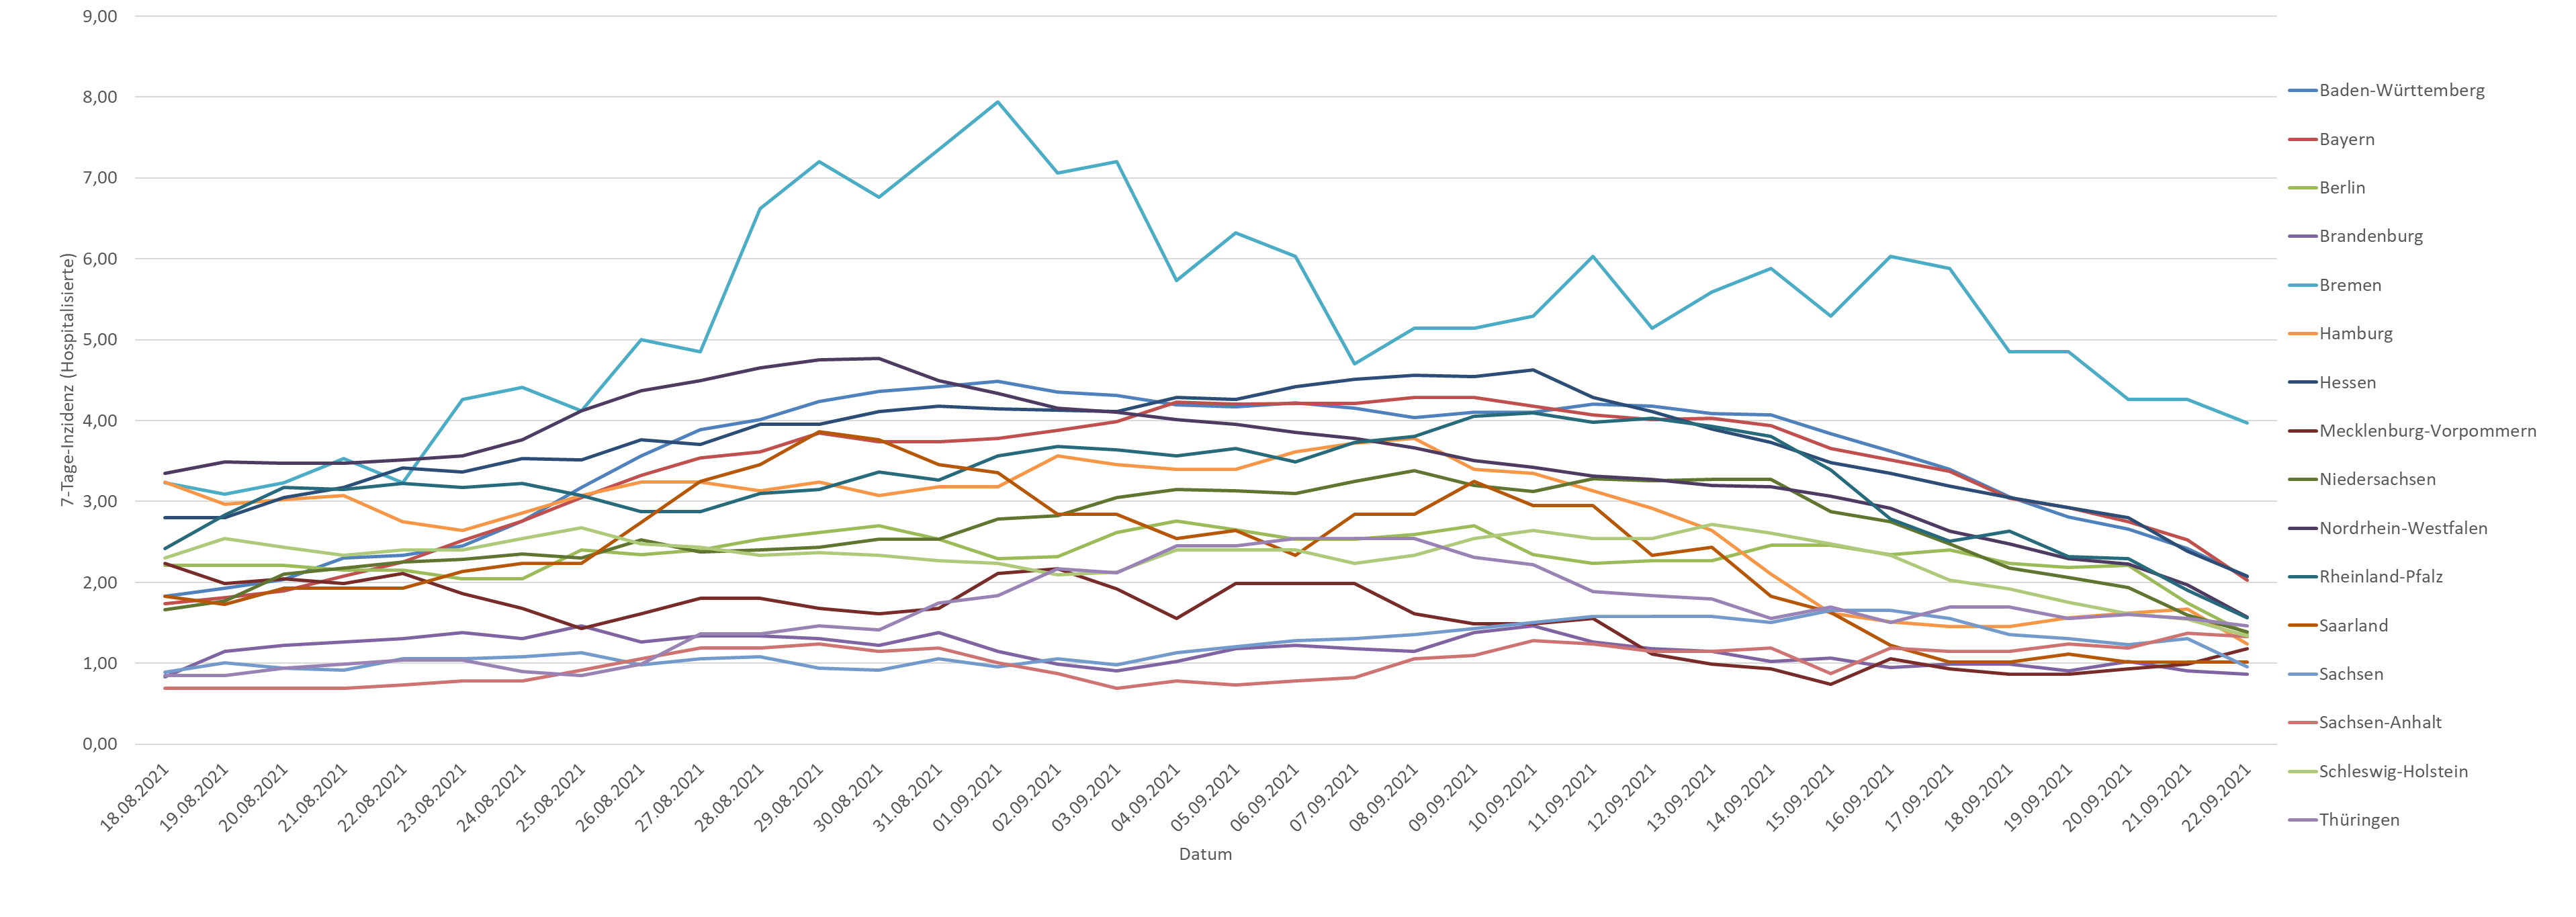 9,00
8,00
7,00
6,00
5,00
4,00
3,00
2,00
1,00
0,00
7-Tage-Inzidenz (Hospitalisierte)
18.08.2021
19.08.2021
20.08.2021
21.08.2021
22.08.2021
23.08.2021
24.08.2021
25.08.2021
26.08.2021
27.08.2021
28.08.2021
29.08.2021
30.08.2021
31.08.2021
01.09.2021
02.09.2021
03.09.2021
04.09.2021
05.09.2021
06.09.2021
07.09.2021
08.09.2021
09.09.2021
10.09.2021
11.09.2021
12.09.2021
13.09.2021
14.09.2021
15.09.2021
16.09.2021
17.09.2021
18.09.2021
19.09.2021
20.09.2021
21.09.2021
22.09.2021
Datum
Baden-Württemberg
Bayern
Berlin
Brandenburg
Bremen
Hamburg
Hessen
Mecklenburg-Vorpommern
Niedersachsen
Nordrhein-Westfalen
Rheinland-Pfalz
Saarland
Sachsen
Sachsen-Anhalt
Schleswig-Holstein
Thüringen